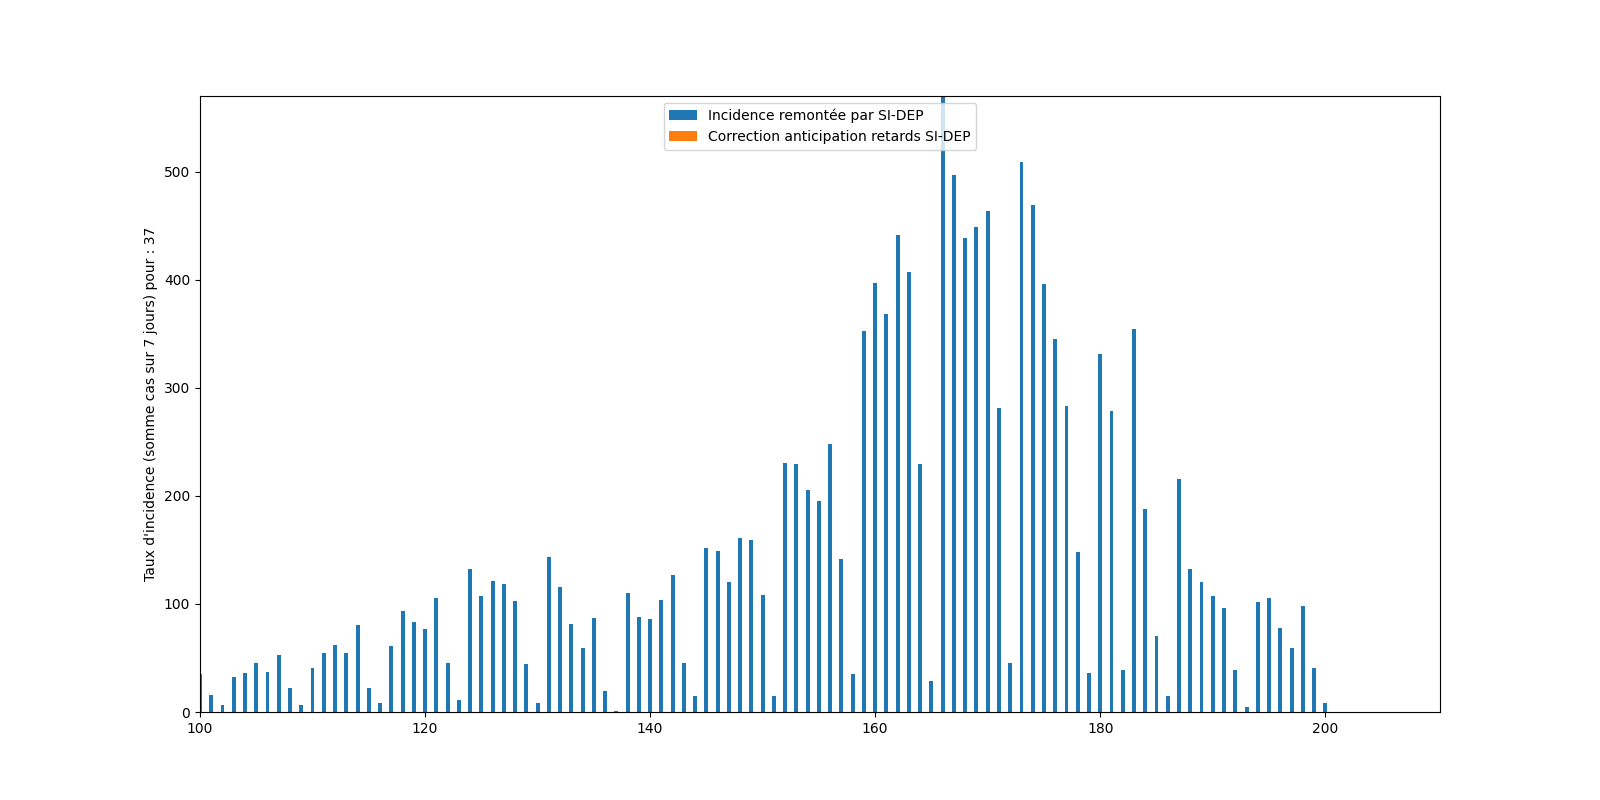 Incidence remontée par SI-DEP
Correction anticipation retards SI-DEP
Taux d'incidence (somme cas sur 7 jours) pour : 37
500
400
300
200
100
0
100 120 140 160 180 200